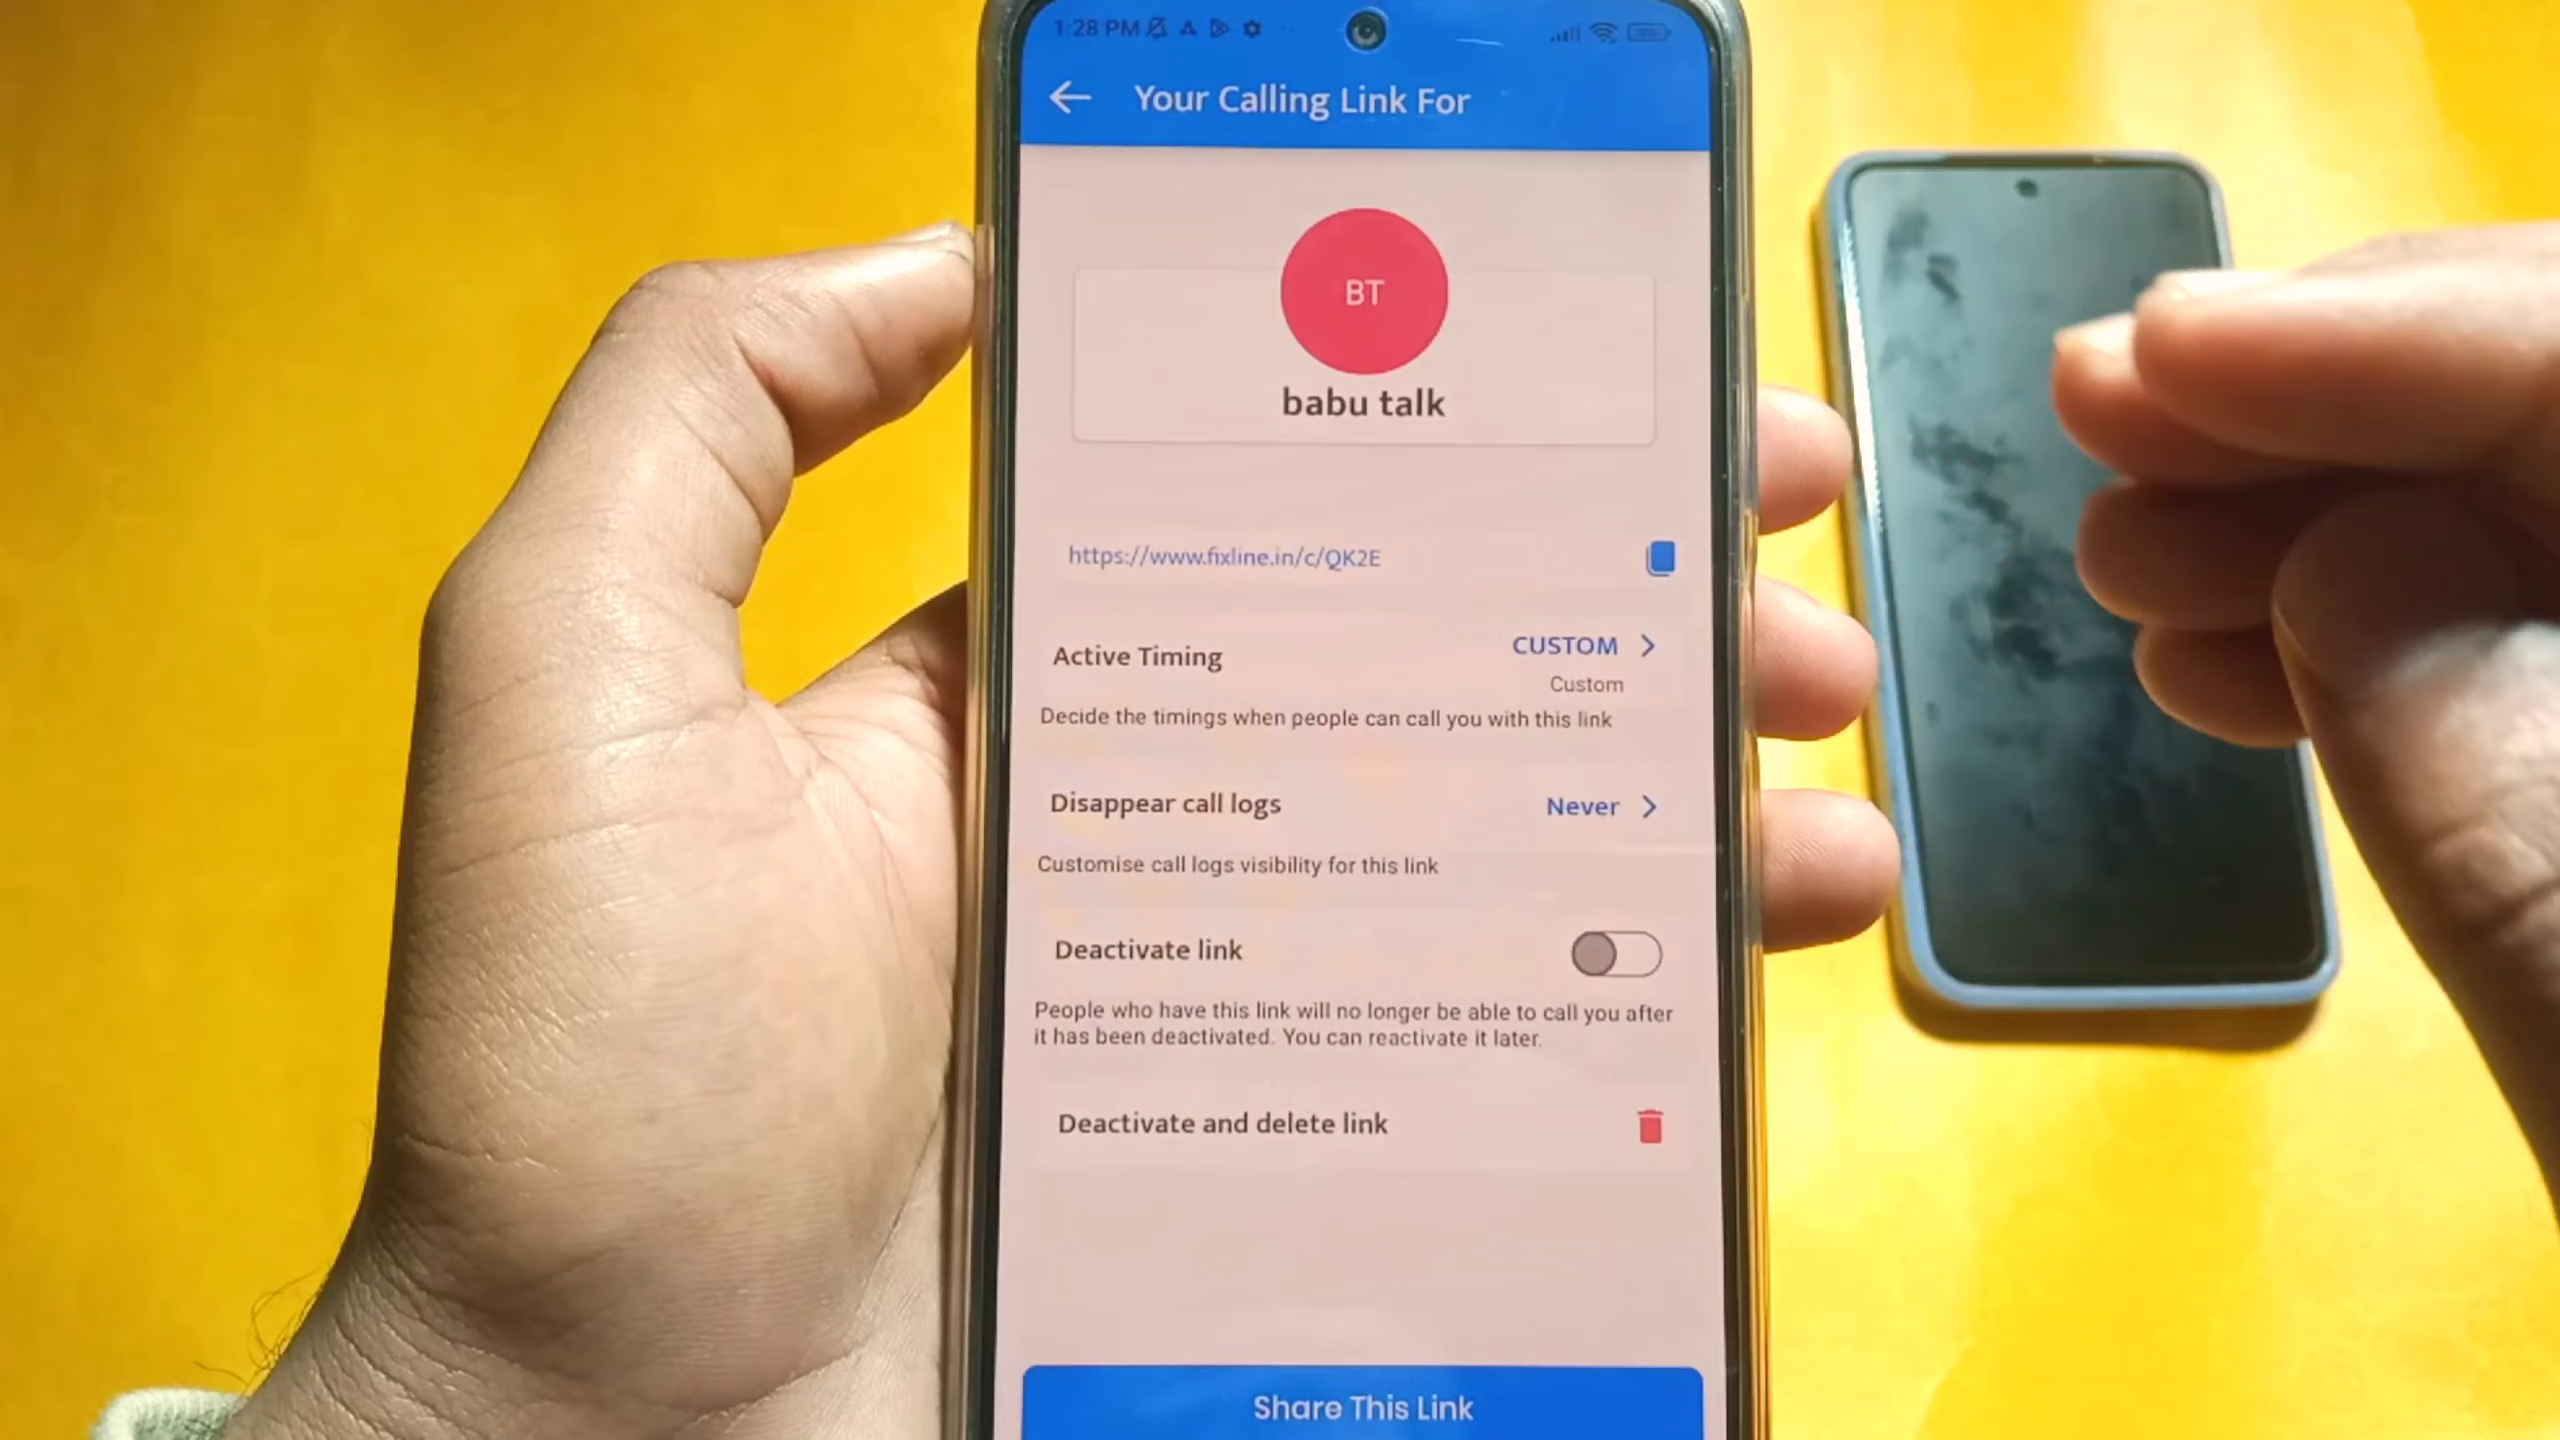 1:28 PM
Your Calling Link For
BT
babu talk
https://www.fixline.in/c/QK2E
Active Timing
CUSTOM
Custom
Decide the timings when people can call you with this link
Disappear call logs
Never
Customise call logs visibility for this link
Deactivate link
People who have this link will no longer be able to call you after
it has been deactivated. You can reactivate it later.
Deactivate and delete link
Share This Link